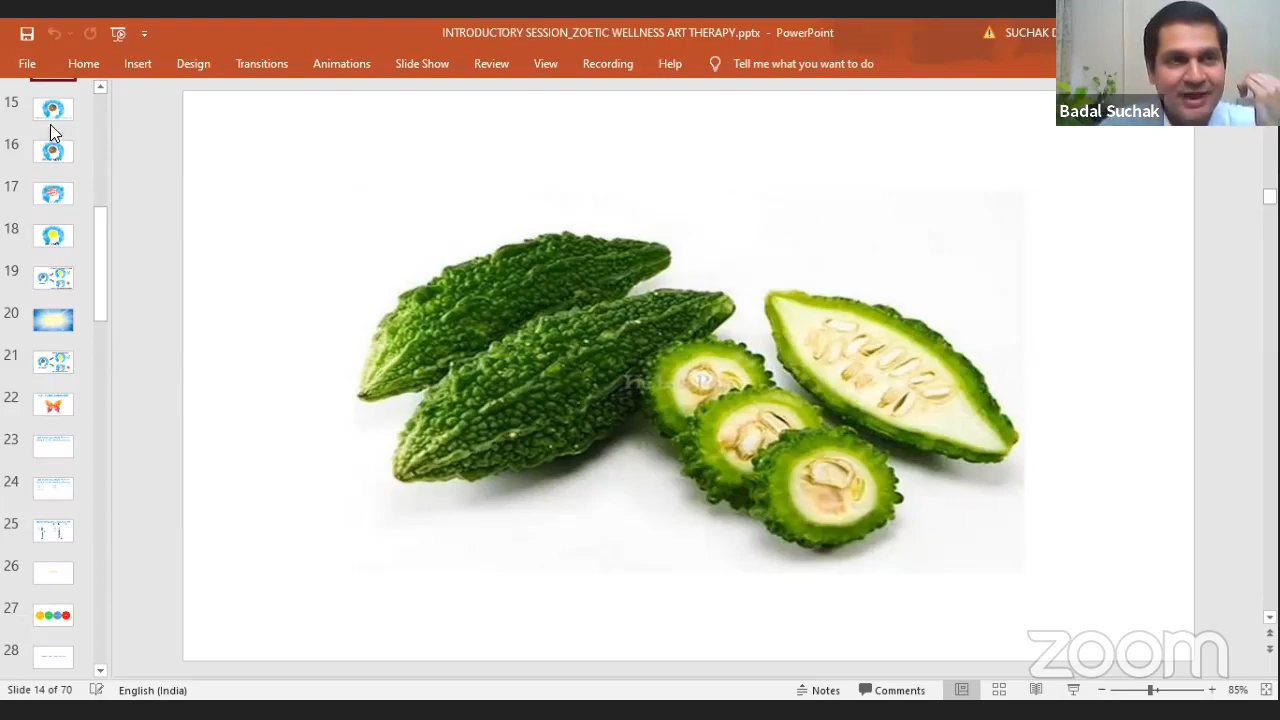 INTRODUCTORY SESSION_ZOETIC WELLNESS ART THERAPY.pptx - PowerPoint
SUCHAK D
File Home Insert Design Transitions Animations Slide Show Review View Recording Help Tell me what you want to do
Badal Suchak
15
16
17
18
19
20
21
22
23
24
25
26
27
28
zoom
Slide 14 of 70 English (India) Notes Comments 85%